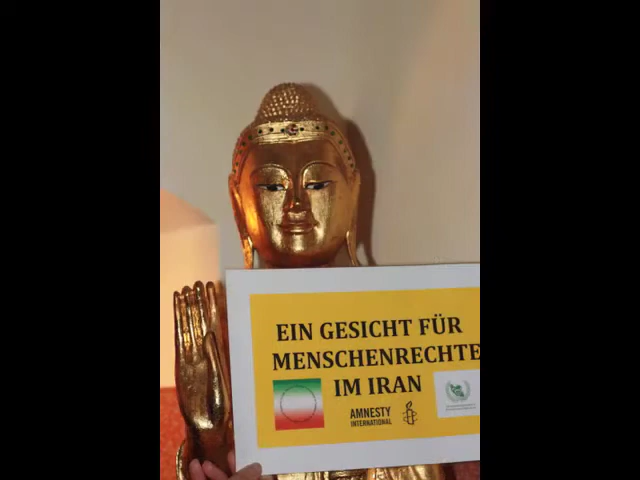 EIN GESICHT FÜR
MENSCHENRECHTE
IM IRAN
AMNESTY
INTERNATIONAL